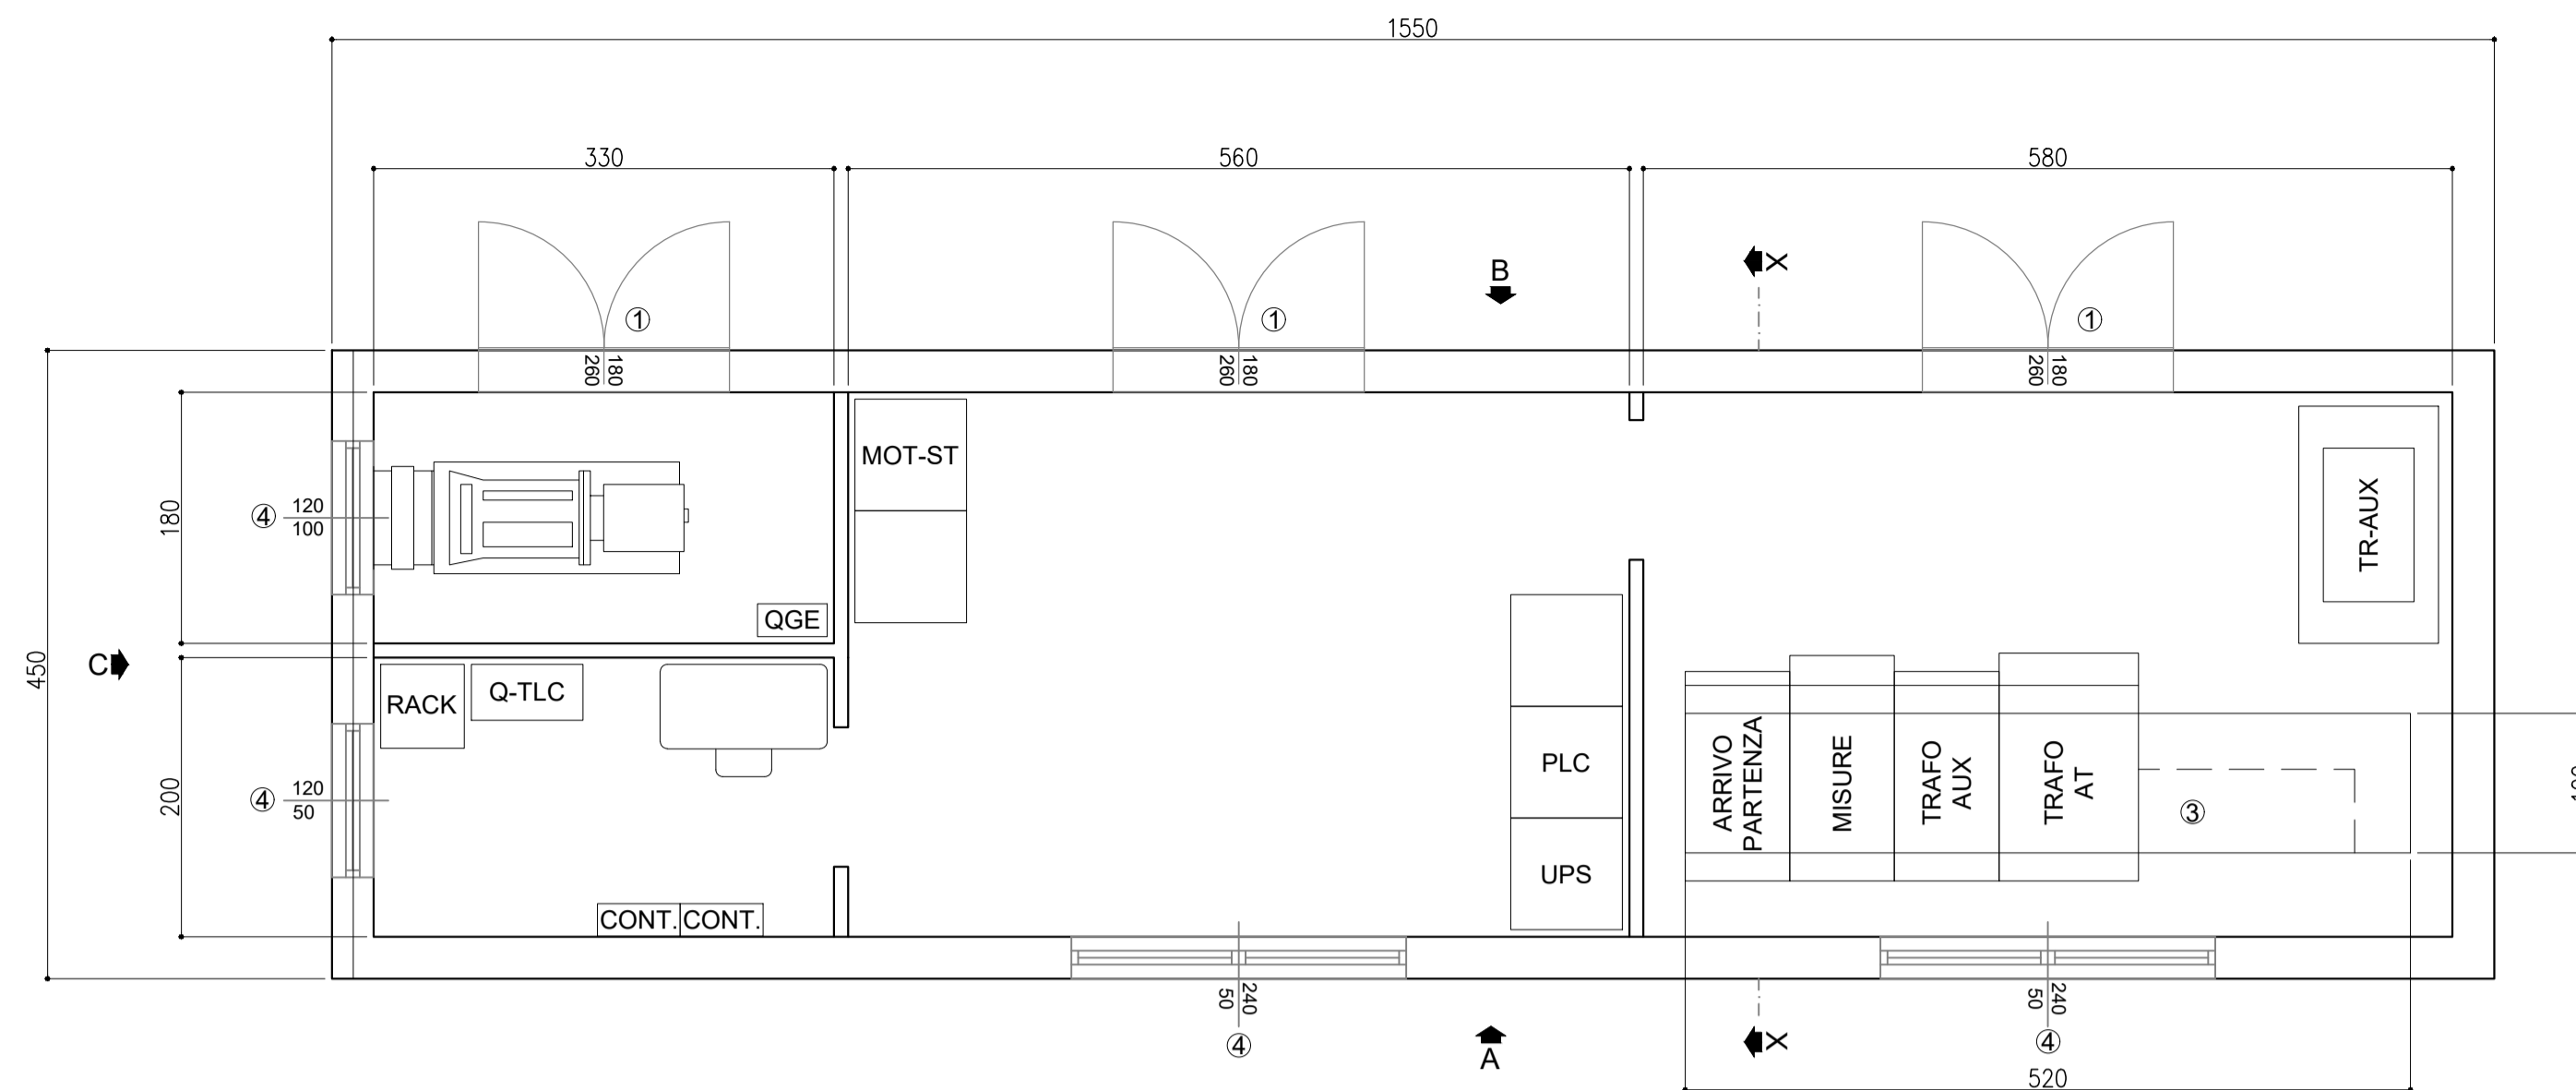 1550
330
560
580
B
X
①
①
①
180
260
180
260
180
260
MOT-ST
TR-AUX
④
120
100
180
QGE
450
C
RACK
Q-TLC
PLC
ARRIVO
PARTENZA
MISURE
TRAFO
AUX
TRAFO
AT
③
④
120
50
200
UPS
CONT.
CONT.
240
50
240
50
④
A
X
④
520